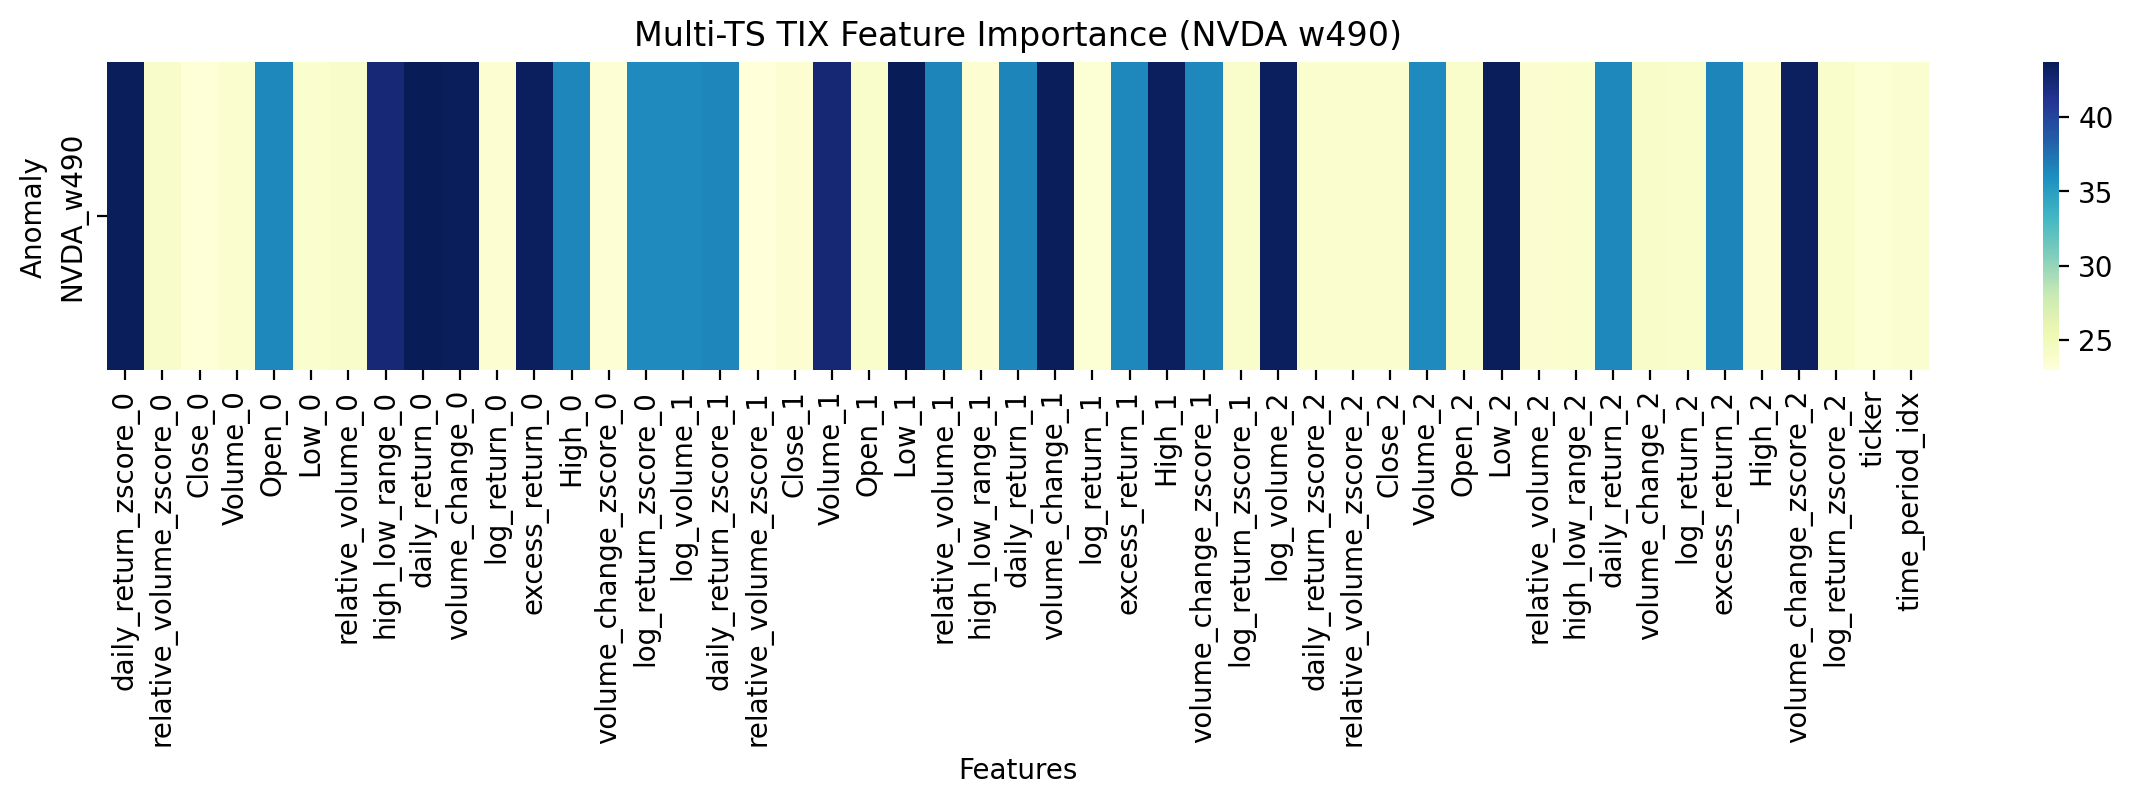 Multi-TS TIX Feature Importance (NVDA w490)
Anomaly
NVDA_w490
40
35
30
25
daily_return_zscore_0
relative_volume_zscore_0
Close_0
Volume_0
Open_0
Low_0
relative_volume_0
high_low_range_0
daily_return_0
volume_change_0
log_return_0
excess_return_0
High_0
volume_change_zscore_0
log_return_zscore_0
log_volume_1
daily_return_zscore_1
relative_volume_zscore_1
Close_1
Volume_1
Open_1
Low_1
relative_volume_1
high_low_range_1
daily_return_1
volume_change_1
log_return_1
excess_return_1
High_1
volume_change_zscore_1
log_return_zscore_1
log_volume_2
daily_return_zscore_2
relative_volume_zscore_2
Close_2
Volume_2
Open_2
Low_2
relative_volume_2
high_low_range_2
daily_return_2
volume_change_2
log_return_2
excess_return_2
High_2
volume_change_zscore_2
log_return_zscore_2
ticker
time_period_idx
Features